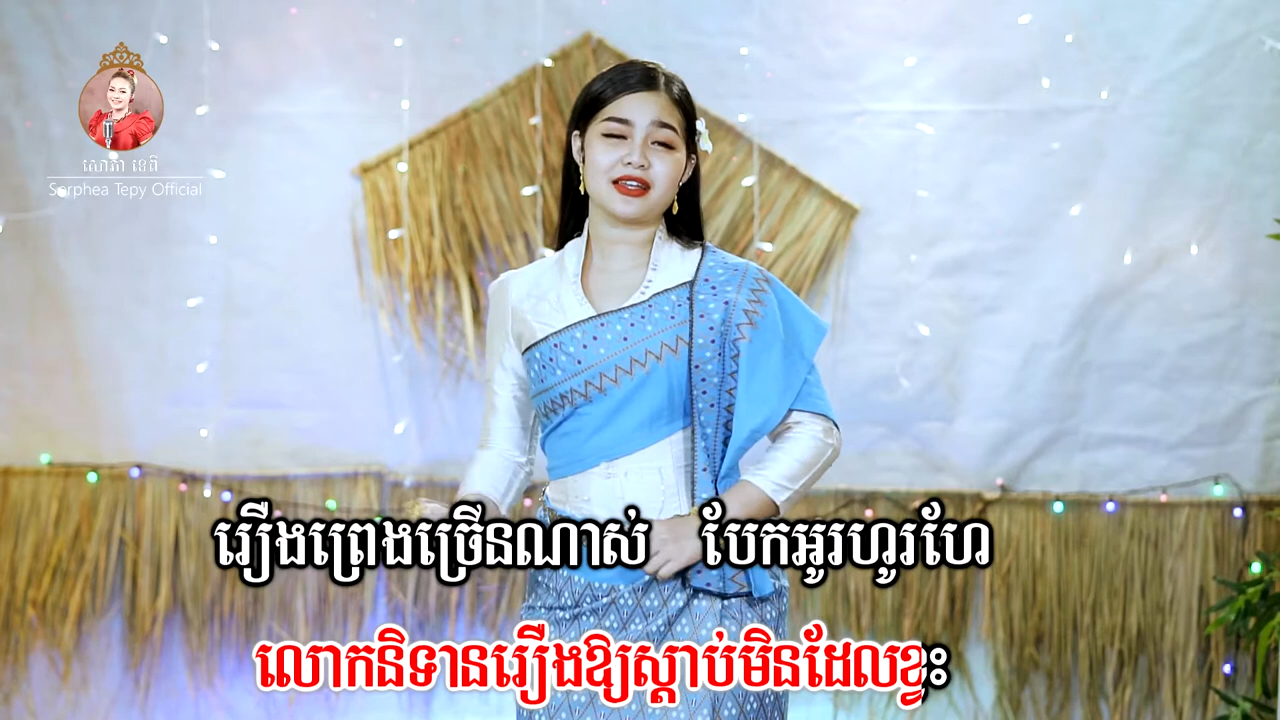 សោភា ទេពី
Sorphea Tepy Official
រឿងព្រេងច្រើនណាស់ បែកអូរហូរហែ
លោកនិទានរឿងឱ្យស្ដាប់មិនដែលខ្វះ